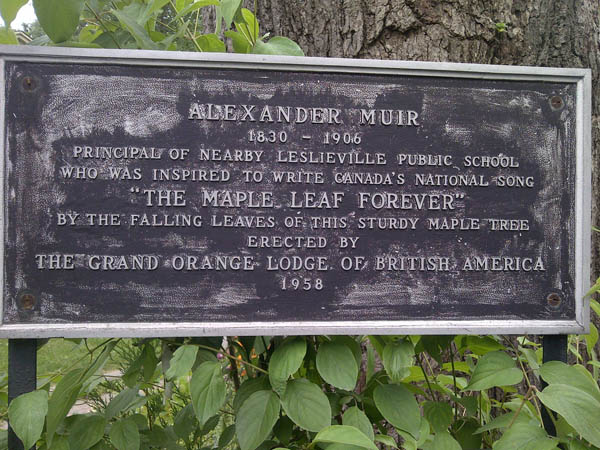 ALEXANDER MUIR
1830 - 1906
PRINCIPAL OF NEARBY LESLIEVILLE PUBLIC SCHOOL
WHO WAS INSPIRED TO WRITE CANADA'S NATIONAL SONG
"THE MAPLE LEAF FOREVER"
BY THE FALLING LEAVES OF THIS STURDY MAPLE TREE
ERECTED BY
THE GRAND ORANGE LODGE OF BRITISH AMERICA
1958